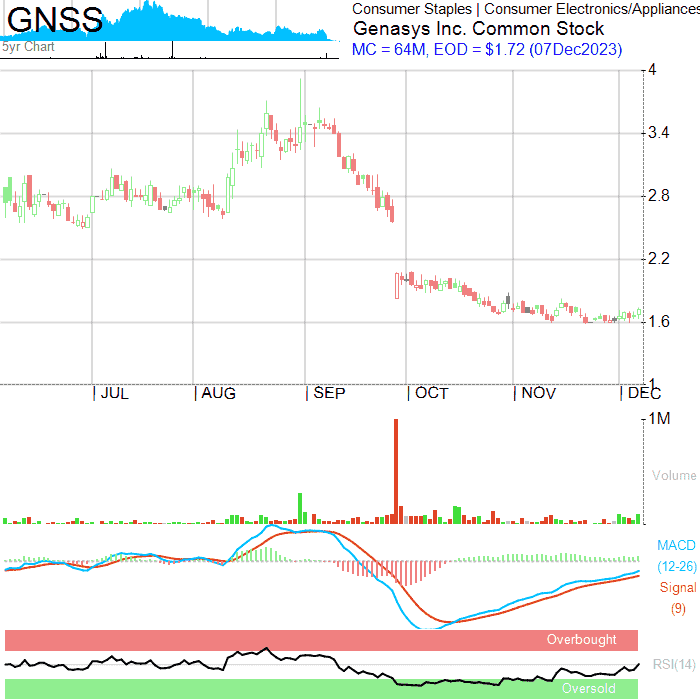 GNSS
5yr Chart
Consumer Staples | Consumer Electronics/Appliances
Genasys Inc. Common Stock
MC = 64M, EOD = $1.72 (07Dec2023)
4
3.4
2.8
2.2
1.6
1
JUL AUG SEP OCT NOV DEC
1M
Volume
MACD
(12-26)
Signal
(9)
Overbought
RSI(14)
Oversold